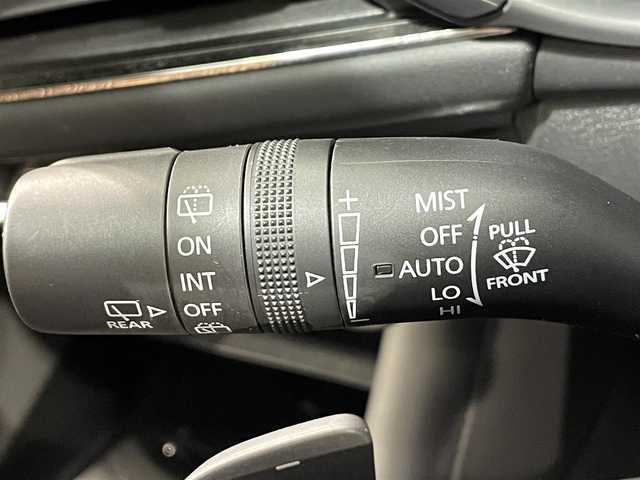 ON
INT
OFF
REAR
+
MIST
OFF
AUTO
LO
HI
PULL
FRONT